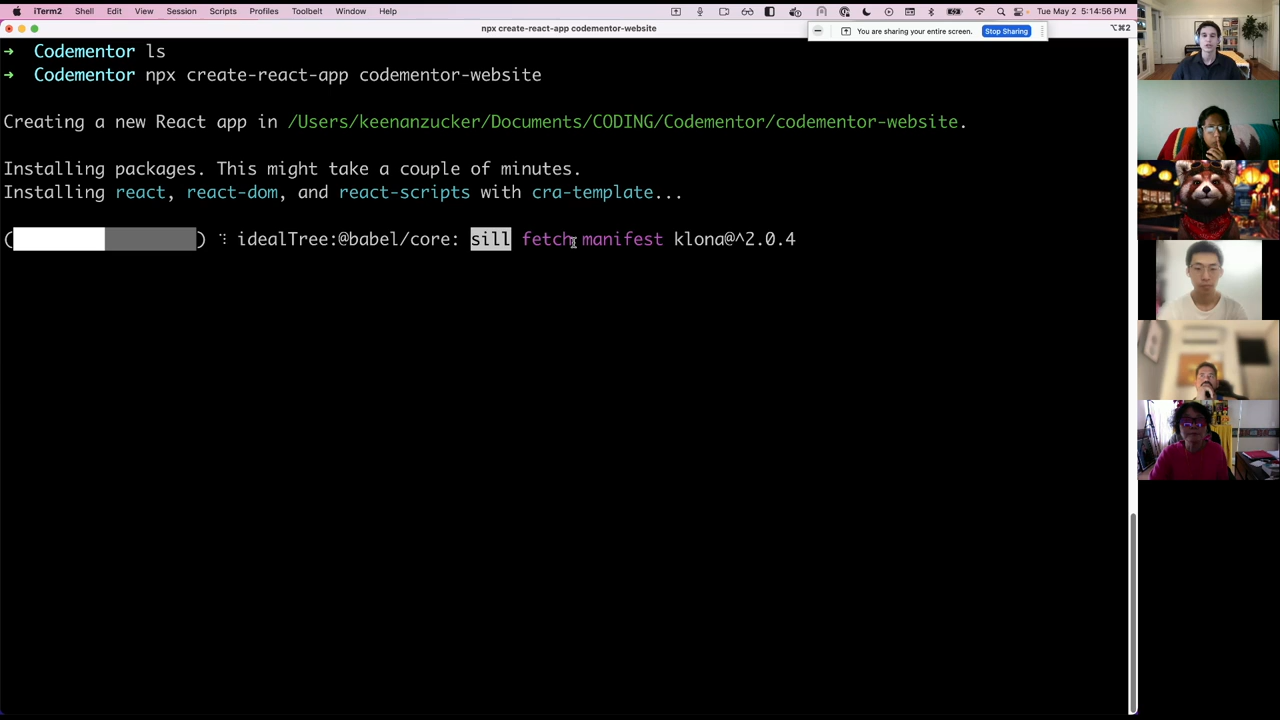 iTerm2 Shell Edit View Session Scripts Profiles Toolbelt Window Help Tue May 2 5:14:56 PM
npx create-react-app codementor-website
You are sharing your entire screen. Stop Sharing
⌥⌘2
➜ Codementor ls
➜ Codementor npx create-react-app codementor-website
Creating a new React app in /Users/keenanzucker/Documents/CODING/Codementor/codementor-website.
Installing packages. This might take a couple of minutes.
Installing react, react-dom, and react-scripts with cra-template...
( ) ⠹ idealTree:@babel/core: sill fetch manifest klona@^2.0.4